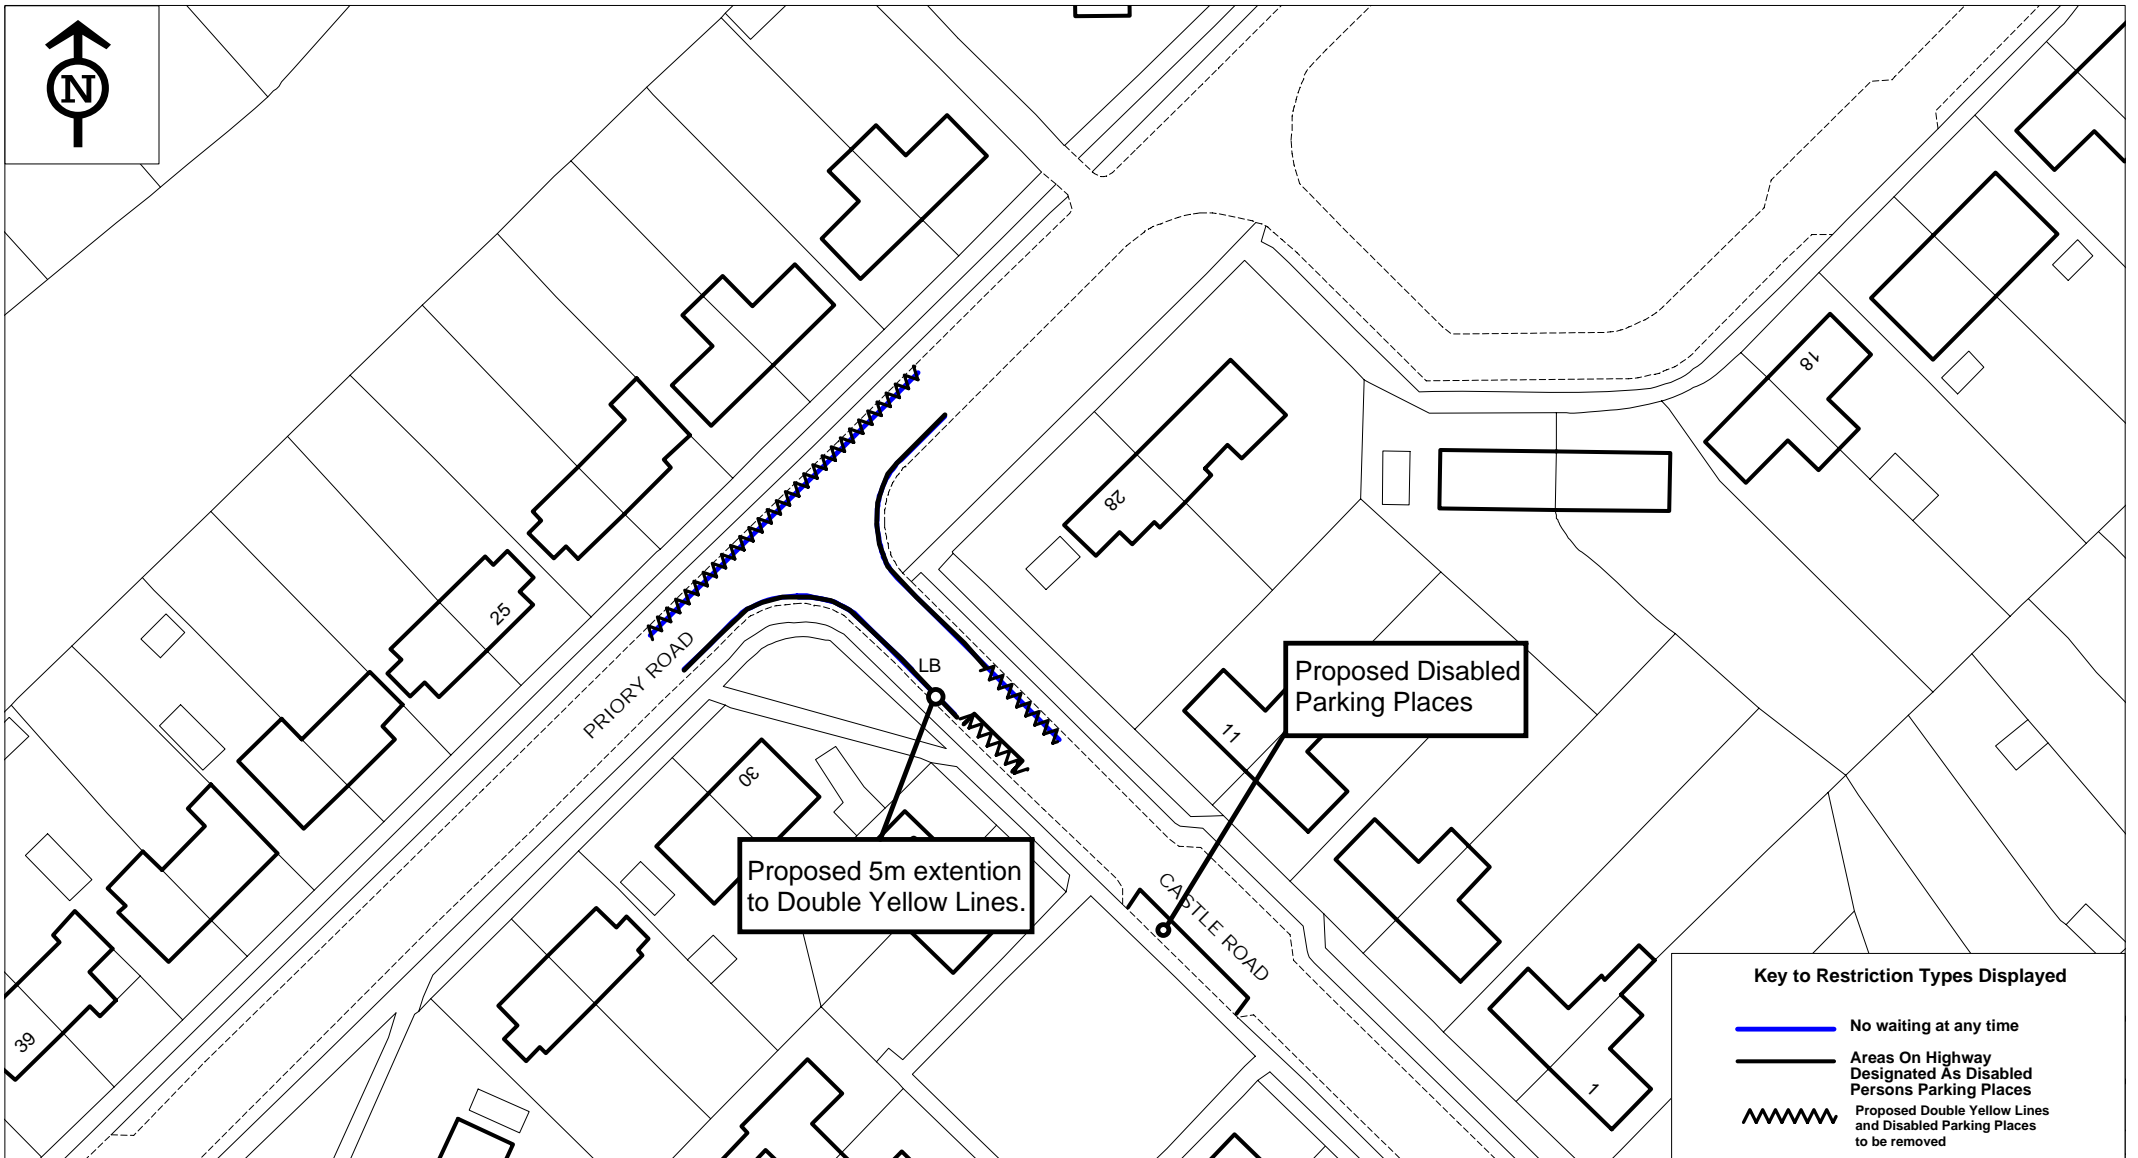 N
18
28
25
PRIORY ROAD
LB
Proposed Disabled
Parking Places
11
30
Proposed 5m extention
to Double Yellow Lines.
CASTLE ROAD
39
1
Key to Restriction Types Displayed
No waiting at any time
Areas On Highway
Designated As Disabled
Persons Parking Places
Proposed Double Yellow Lines
and Disabled Parking Places
to be removed